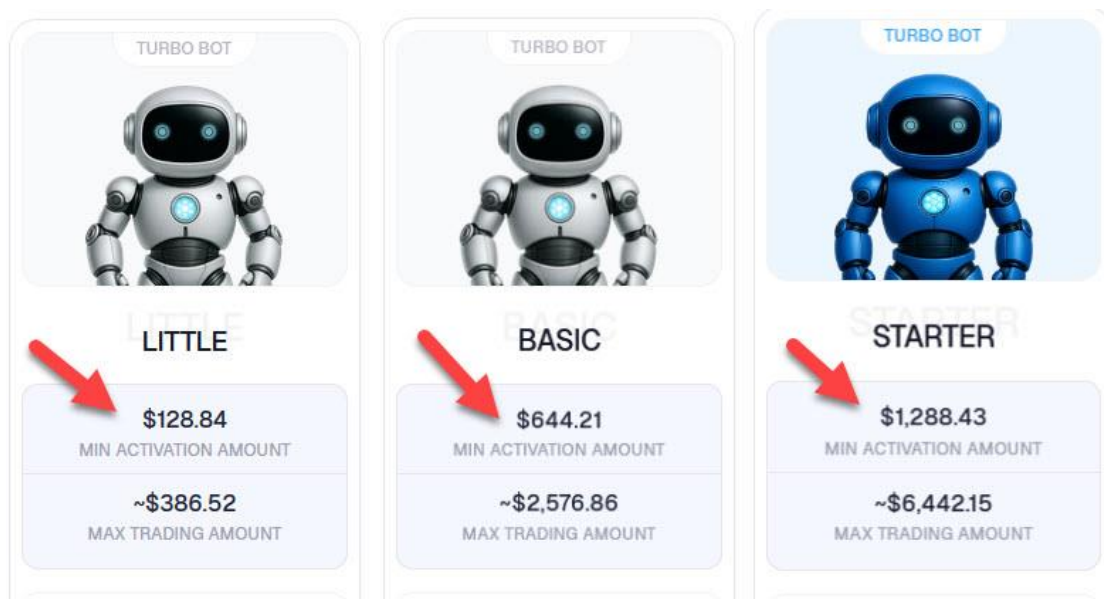 TURBO BOT
LITTLE
$128.84
MIN ACTIVATION AMOUNT
~$386.52
MAX TRADING AMOUNT
TURBO BOT
BASIC
$644.21
MIN ACTIVATION AMOUNT
~$2,576.86
MAX TRADING AMOUNT
TURBO BOT
STARTER
$1,288.43
MIN ACTIVATION AMOUNT
~$6,442.15
MAX TRADING AMOUNT